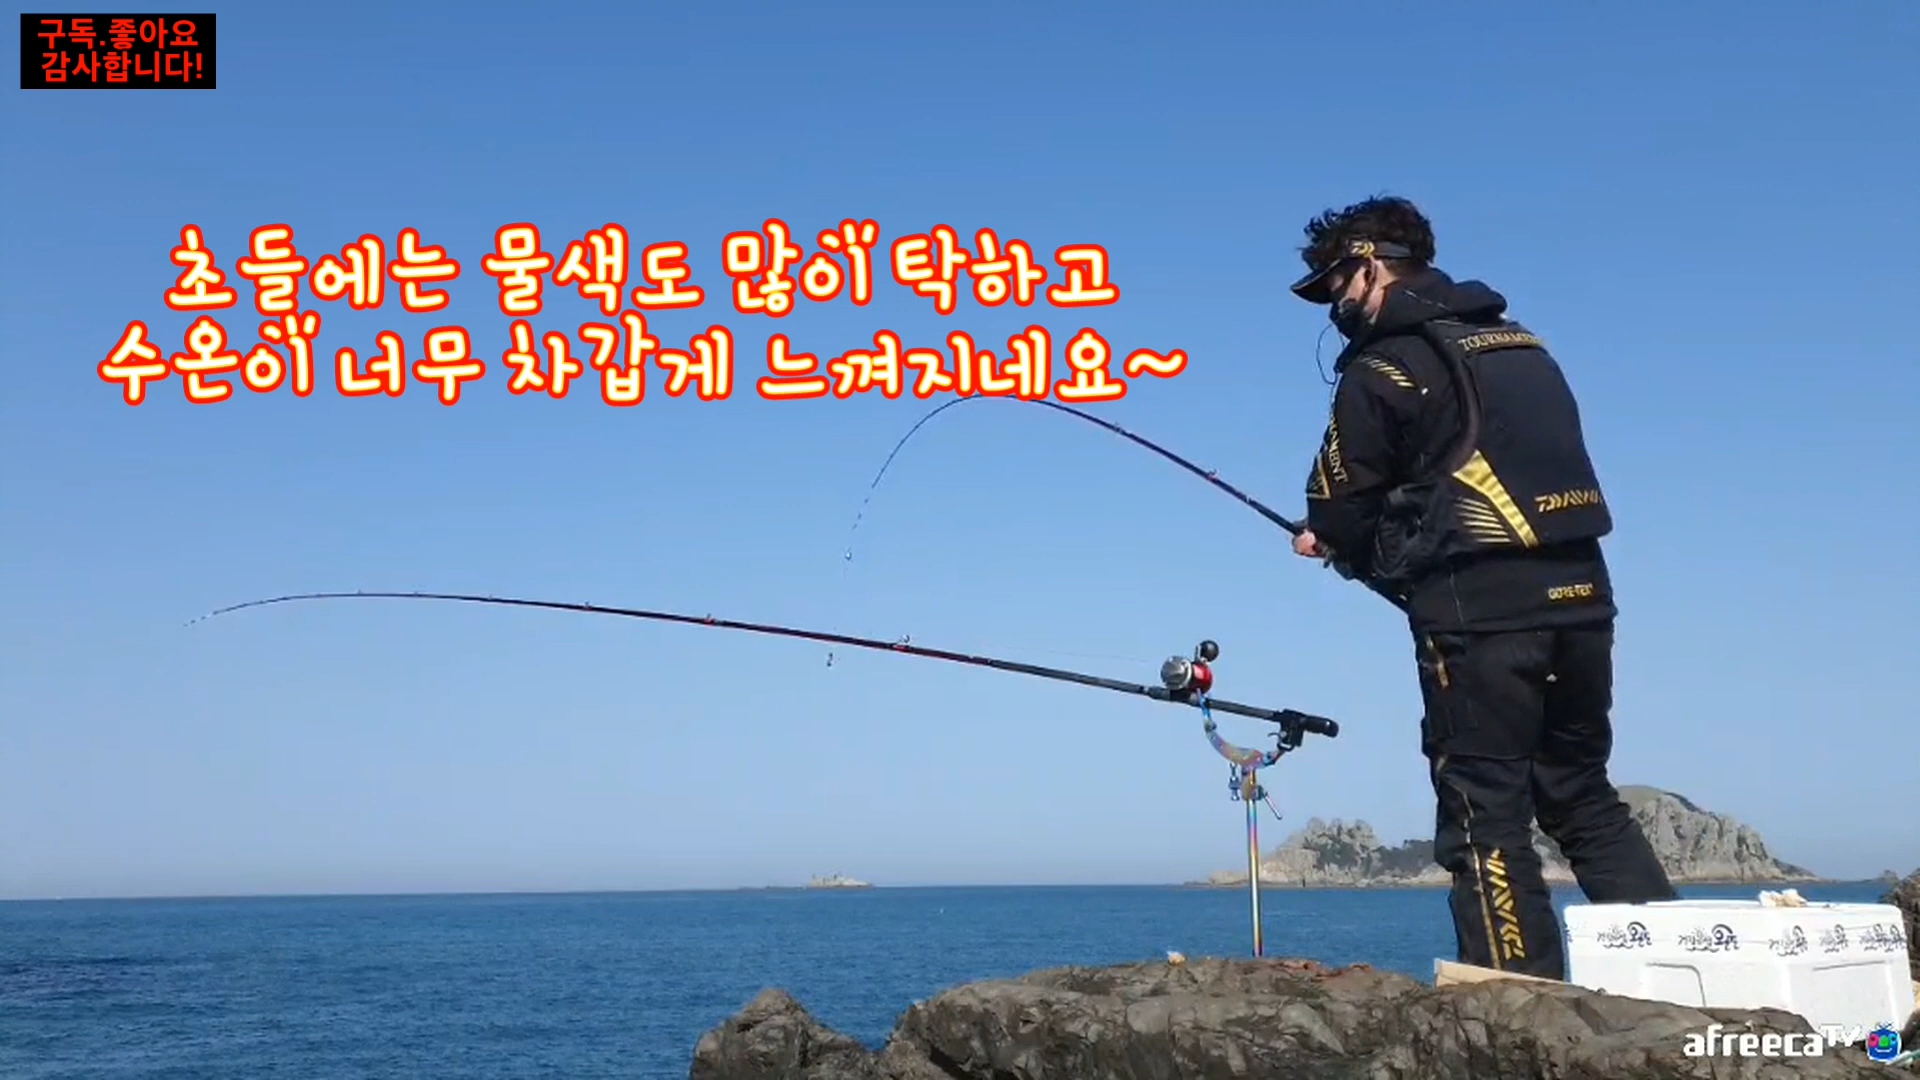 구독.좋아요
감사합니다!
초들에는 물색도 많이 탁하고
수온이 너무 차갑게 느껴지네요~
TOURNAMENT
DAIWA
GORE-TEX
DAIWA
afreecaTV